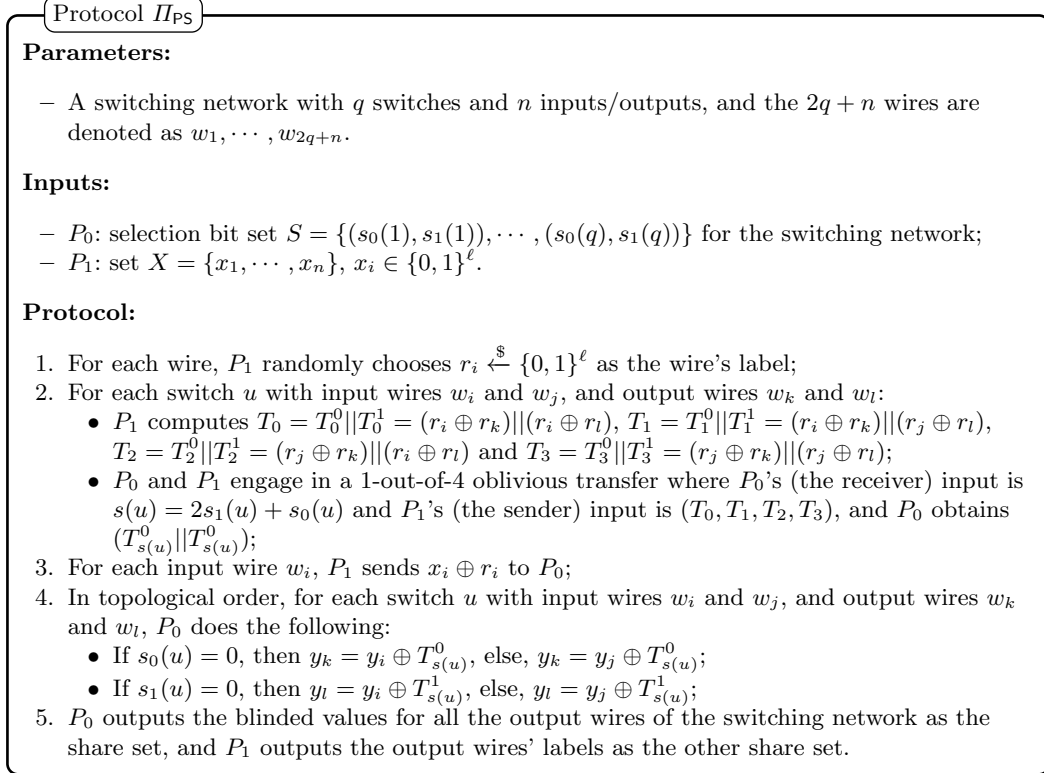 Protocol Π_PS
Parameters:
– A switching network with q switches and n inputs/outputs, and the 2q + n wires are
denoted as w_1, ⋯ , w_{2q+n}.
Inputs:
– P_0: selection bit set S = {(s_0(1), s_1(1)), ⋯ , (s_0(q), s_1(q))} for the switching network;
– P_1: set X = {x_1, ⋯ , x_n}, x_i ∈ {0, 1}^ℓ.
Protocol:
1. For each wire, P_1 randomly chooses r_i ←$ {0, 1}^ℓ as the wire's label;
2. For each switch u with input wires w_i and w_j, and output wires w_k and w_l:
• P_1 computes T_0 = T_0^0||T_0^1 = (r_i ⊕ r_k)||(r_i ⊕ r_l), T_1 = T_1^0||T_1^1 = (r_i ⊕ r_k)||(r_j ⊕ r_l),
T_2 = T_2^0||T_2^1 = (r_j ⊕ r_k)||(r_i ⊕ r_l) and T_3 = T_3^0||T_3^1 = (r_j ⊕ r_k)||(r_j ⊕ r_l);
• P_0 and P_1 engage in a 1-out-of-4 oblivious transfer where P_0's (the receiver) input is
s(u) = 2s_1(u) + s_0(u) and P_1's (the sender) input is (T_0, T_1, T_2, T_3), and P_0 obtains
(T_{s(u)}^0||T_{s(u)}^0);
3. For each input wire w_i, P_1 sends x_i ⊕ r_i to P_0;
4. In topological order, for each switch u with input wires w_i and w_j, and output wires w_k
and w_l, P_0 does the following:
• If s_0(u) = 0, then y_k = y_i ⊕ T_{s(u)}^0, else, y_k = y_j ⊕ T_{s(u)}^0;
• If s_1(u) = 0, then y_l = y_i ⊕ T_{s(u)}^1, else, y_l = y_j ⊕ T_{s(u)}^1;
5. P_0 outputs the blinded values for all the output wires of the switching network as the
share set, and P_1 outputs the output wires' labels as the other share set.